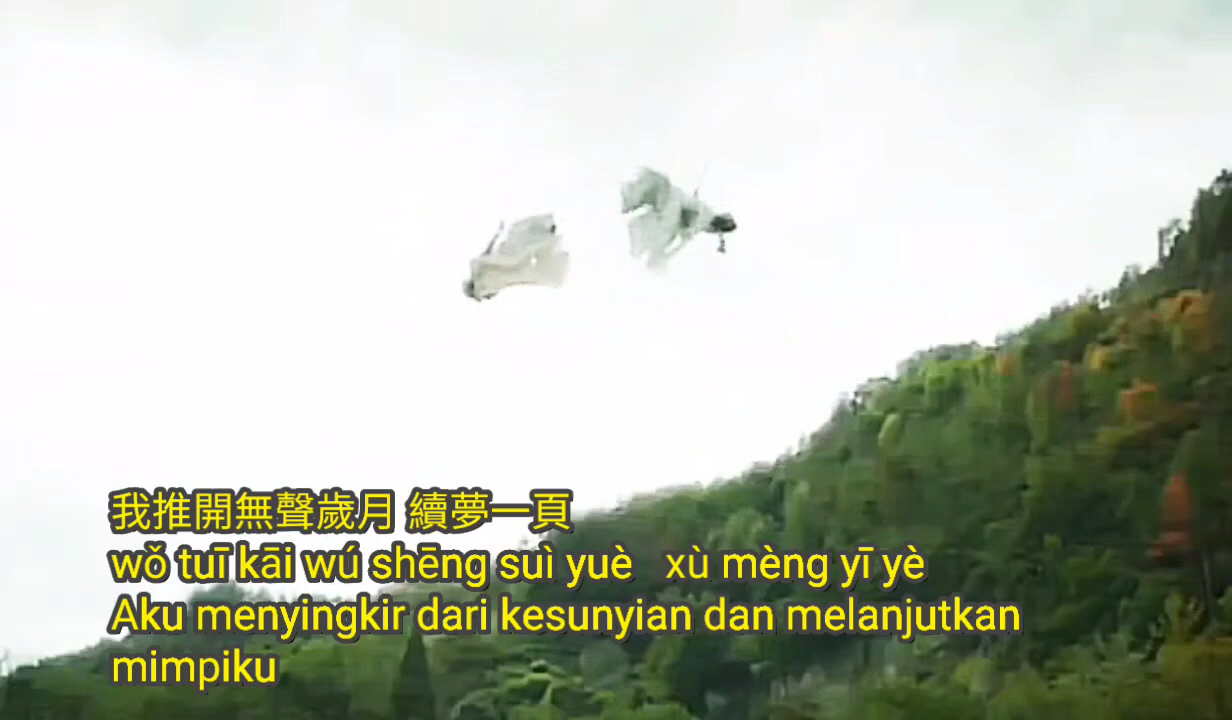 我推開無聲歲月 續夢一頁
wǒ tuī kāi wú shēng suì yuè   xù mèng yī yè
Aku menyingkir dari kesunyian dan melanjutkan
mimpiku